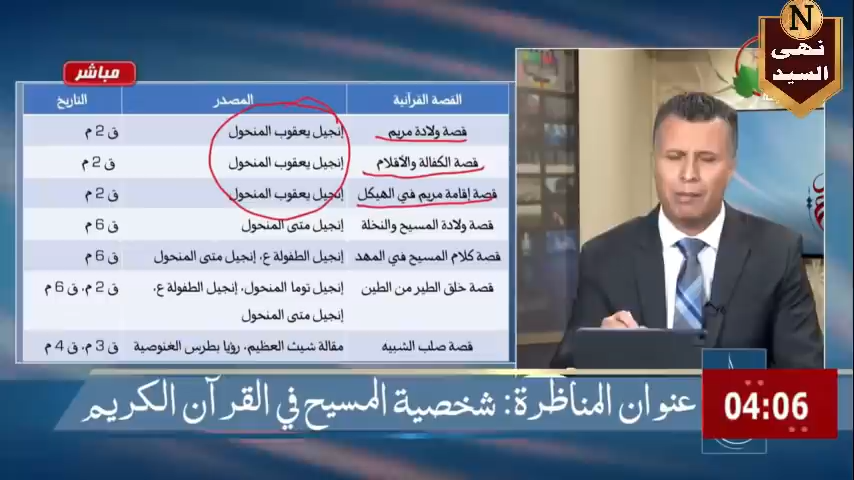 N
نهى
السيد
مباشر
القصة القرآنية المصدر التاريخ
قصة ولادة مريم إنجيل يعقوب المنحول ق 2 م
قصة الكفالة والأقلام إنجيل يعقوب المنحول ق 2 م
قصة إقامة مريم في الهيكل إنجيل يعقوب المنحول ق 2 م
قصة ولادة المسيح والنخلة إنجيل متى المنحول ق 6 م
قصة كلام المسيح في المهد إنجيل الطفولة ع، إنجيل متى المنحول ق 6 م
قصة خلق الطير من الطين إنجيل توما المنحول، إنجيل الطفولة ع، ق 2 م، ق 6 م
إنجيل متى المنحول
قصة صلب الشبيه مقالة شيث العظيم، رؤيا بطرس الغنوصية ق 3 م، ق 4 م
عنوان المناظرة: شخصية المسيح في القرآن الكريم
04:06